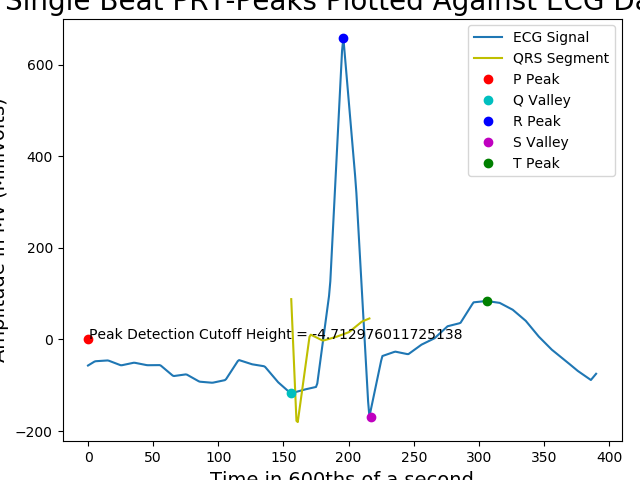 Single Beat PRT-Peaks Plotted Against ECG Da
Amplitude in MV (MilliVolts)
600
400
200
0
−200
ECG Signal
QRS Segment
P Peak
Q Valley
R Peak
S Valley
T Peak
Peak Detection Cutoff Height = -4.712976011725138
0
50
100
150
200
250
300
350
400
Time in 600ths of a second